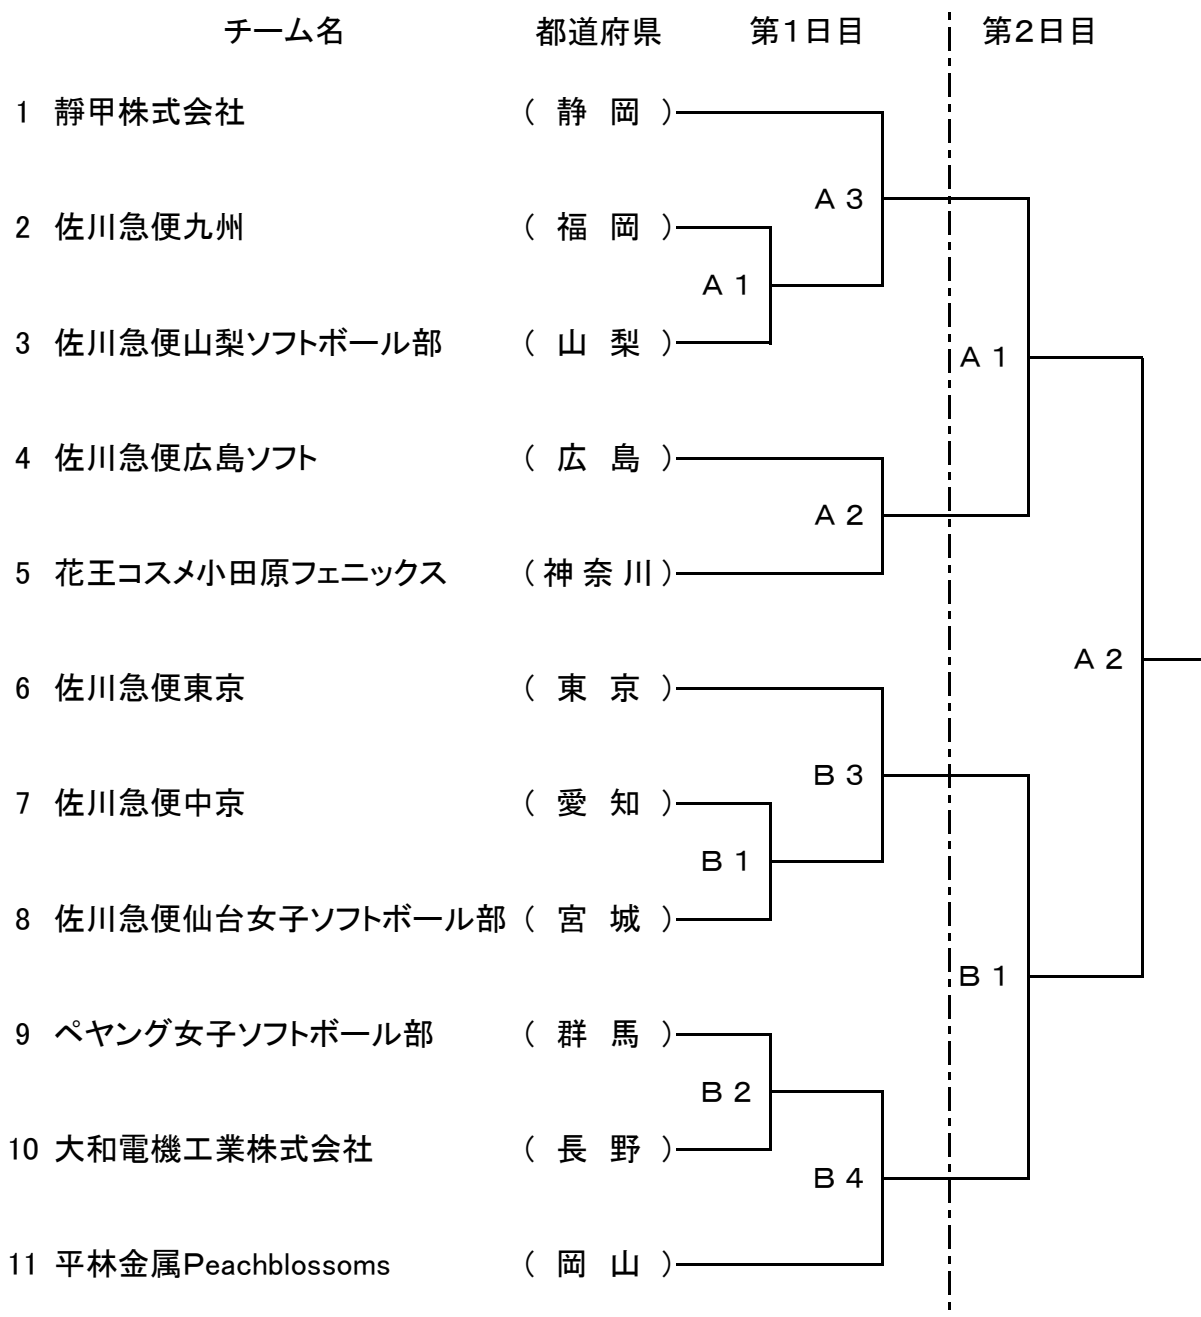 チーム名 都道府県 第1日目 第2日目
1 靜甲株式会社 ( 静 岡 )
A 3
2 佐川急便九州 ( 福 岡 )
A 1
3 佐川急便山梨ソフトボール部 ( 山 梨 )
A 1
4 佐川急便広島ソフト ( 広 島 )
A 2
5 花王コスメ小田原フェニックス ( 神 奈 川 )
A 2
6 佐川急便東京 ( 東 京 )
B 3
7 佐川急便中京 ( 愛 知 )
B 1
8 佐川急便仙台女子ソフトボール部 ( 宮 城 )
B 1
9 ペヤング女子ソフトボール部 ( 群 馬 )
B 2
10 大和電機工業株式会社 ( 長 野 )
B 4
11 平林金属Peachblossoms ( 岡 山 )